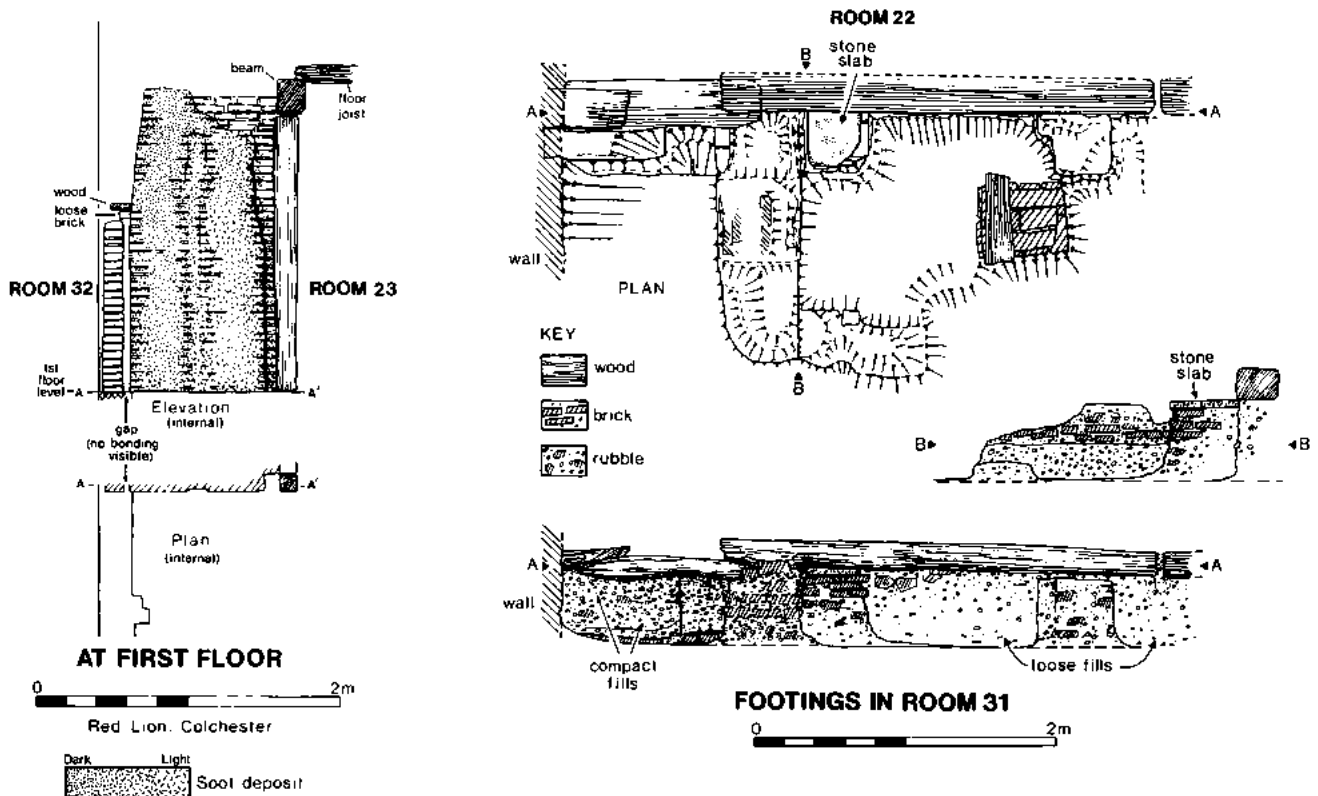 beam
floor
joist
wood
loose
brick
ROOM 32
ROOM 23
1st
floor
level
A
A'
Elevation
(internal)
gap
(no bonding
visible)
A
A'
Plan
(internal)
AT FIRST FLOOR
0 2m
Red Lion, Colchester
Dark Light
Soot deposit
ROOM 22
B
stone
slab
A
A
wall
PLAN
KEY
wood
brick
rubble
B
stone
slab
B
B
A
A
wall
compact
fills
loose fills
FOOTINGS IN ROOM 31
0 2m